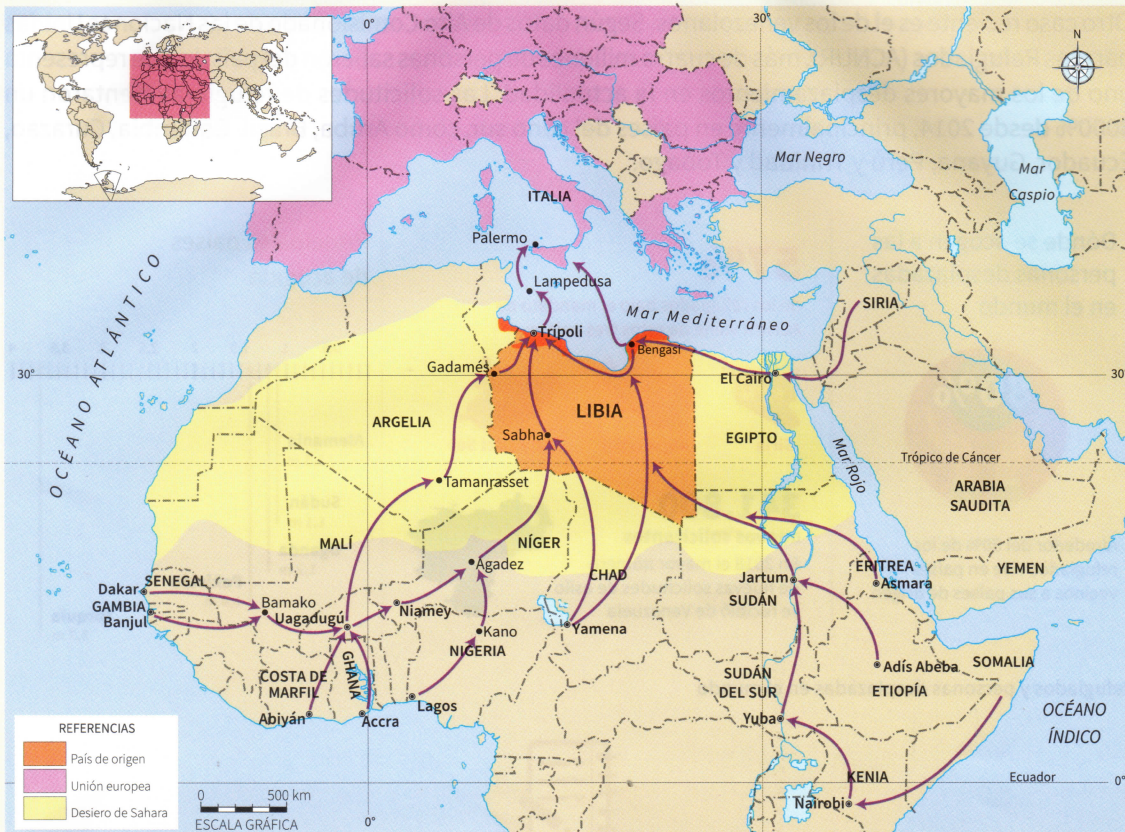 0°
30°
N
Mar Negro
Mar
Caspio
ITALIA
Palermo
Lampedusa
OCÉANO ATLÁNTICO
Mar Mediterráneo
SIRIA
Trípoli
Bengasi
Gadamés
El Cairo
30°
30°
ARGELIA
LIBIA
EGIPTO
Sabha
Mar Rojo
Trópico de Cáncer
Tamanrasset
ARABIA
SAUDITA
MALÍ
NÍGER
Agadez
CHAD
ERITREA
Asmara
YEMEN
Jartum
SUDÁN
Dakar
SENEGAL
GAMBIA
Banjul
Bamako
Uagadugú
Niamey
Kano
NIGERIA
Yamena
GHANA
COSTA DE
MARFIL
Abiyán
Accra
Lagos
Adís Abeba
ETIOPÍA
SOMALIA
SUDÁN
DEL SUR
Yuba
OCÉANO
ÍNDICO
KENIA
Nairobi
Ecuador
0°
REFERENCIAS
País de origen
Unión europea
Desiero de Sahara
0
500 km
ESCALA GRÁFICA
0°